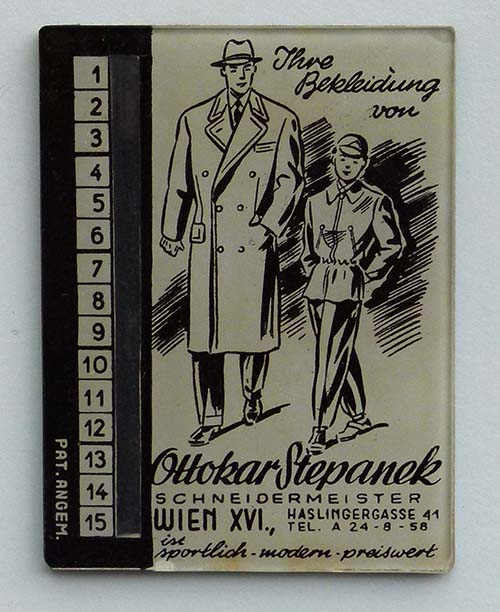 Ihre
Bekleidung
von
1
2
3
4
5
6
7
8
9
10
11
12
13
14
15
PAT. ANGEM.
Ottokar Stepanek
SCHNEIDERMEISTER
WIEN XVI., HASLINGERGASSE 41
TEL. A 24-8-58
ist
sportlich - modern - preiswert